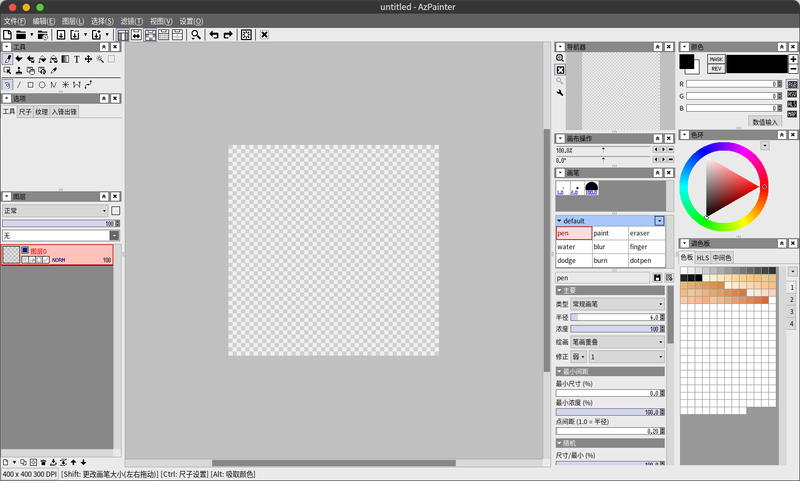 untitled - AzPainter
文件(F) 编辑(E) 图层(L) 选择(S) 滤镜(T) 视图(V) 设置(O)
工具
选项
工具 尺子 纹理 入锋出锋
图层
正常
100
无
图层0
NORM 100
400 x 400 300 DPI [Shift: 更改画笔大小(左右拖动)] [Ctrl: 尺子设置] [Alt: 吸取颜色]
导航器
画布操作
100.0%
0.0°
画笔
default
pen paint eraser
water blur finger
dodge burn dotpen
pen
主要
类型 常规画笔
半径 4.0
浓度 100
绘画 笔画重叠
修正 弱 1
最小间距
最小尺寸 (%)
0.0
最小浓度 (%)
100.0
点间距 (1.0 = 半径)
0.20
随机
尺寸/最小 (%)
100.0
颜色
MASK
REV
R 0
G 0
B 0
RGB
HSV
HLS
MAP
数值输入
色环
调色板
色板 HLS 中间色
1
2
3
4